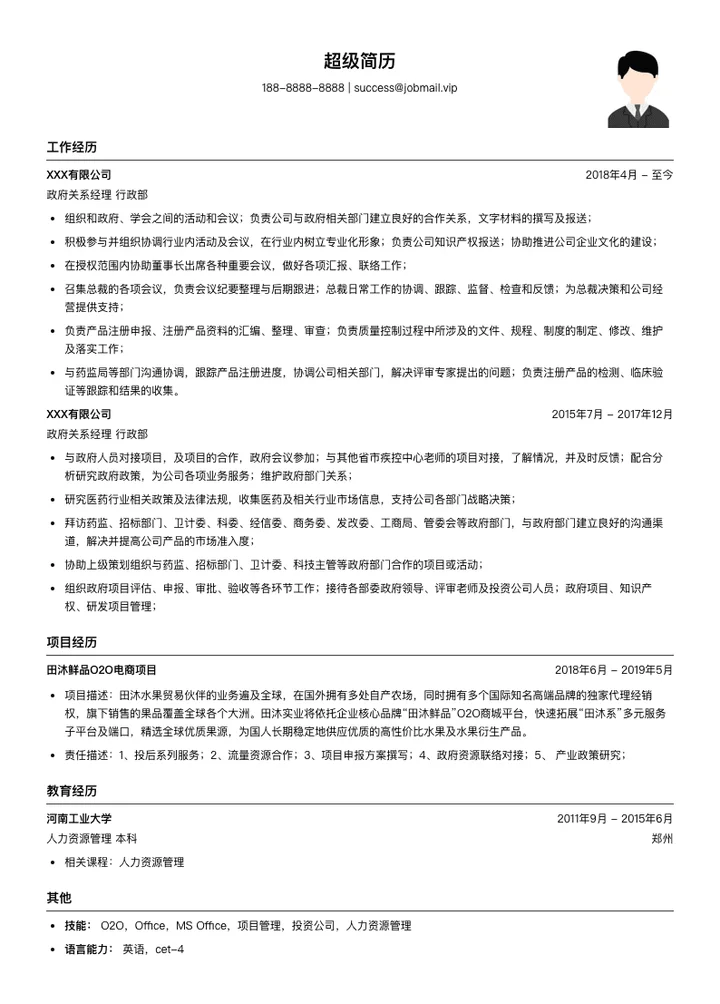 超级简历
188-8888-8888 | success@jobmail.vip
工作经历
XXX有限公司 2018年4月 - 至今
政府关系经理 行政部
• 组织和政府、学会之间的活动和会议；负责公司与政府相关部门建立良好的合作关系，文字材料的撰写及报送；
• 积极参与并组织协调行业内活动及会议，在行业内树立专业化形象；负责公司知识产权报送；协助推进公司企业文化的建设；
• 在授权范围内协助董事长出席各种重要会议，做好各项汇报、联络工作；
• 召集总裁的各项会议，负责会议纪要整理与后期跟进；总裁日常工作的协调、跟踪、监督、检查和反馈；为总裁决策和公司经
营提供支持；
• 负责产品注册申报、注册产品资料的汇编、整理、审查；负责质量控制过程中所涉及的文件、规程、制度的制定、修改、维护
及落实工作；
• 与药监局等部门沟通协调，跟踪产品注册进度，协调公司相关部门，解决评审专家提出的问题；负责注册产品的检测、临床验
证等跟踪和结果的收集。
XXX有限公司 2015年7月 - 2017年12月
政府关系经理 行政部
• 与政府人员对接项目，及项目的合作，政府会议参加；与其他省市疾控中心老师的项目对接，了解情况，并及时反馈；配合分
析研究政府政策，为公司各项业务服务；维护政府部门关系；
• 研究医药行业相关政策及法律法规，收集医药及相关行业市场信息，支持公司各部门战略决策；
• 拜访药监、招标部门、卫计委、科委、经信委、商务委、发改委、工商局、管委会等政府部门，与政府部门建立良好的沟通渠
道，解决并提高公司产品的市场准入度；
• 协助上级策划组织与药监、招标部门、卫计委、科技主管等政府部门合作的项目或活动；
• 组织政府项目评估、申报、审批、验收等各环节工作；接待各部委政府领导、评审老师及投资公司人员；政府项目、知识产
权、研发项目管理；
项目经历
田沐鲜品O2O电商项目 2018年6月 - 2019年5月
• 项目描述：田沐水果贸易伙伴的业务遍及全球，在国外拥有多处自产农场，同时拥有多个国际知名高端品牌的独家代理经销
权，旗下销售的果品覆盖全球各个大洲。田沐实业将依托企业核心品牌“田沐鲜品”O2O商城平台，快速拓展“田沐系”多元服务
子平台及端口，精选全球优质果源，为国人长期稳定地供应优质的高性价比水果及水果衍生产品。
• 责任描述：1、投后系列服务；2、流量资源合作；3、项目申报方案撰写；4、政府资源联络对接；5、 产业政策研究；
教育经历
河南工业大学 2011年9月 - 2015年6月
人力资源管理 本科 郑州
• 相关课程：人力资源管理
其他
• 技能： O2O，Office，MS Office，项目管理，投资公司，人力资源管理
• 语言能力： 英语，cet-4